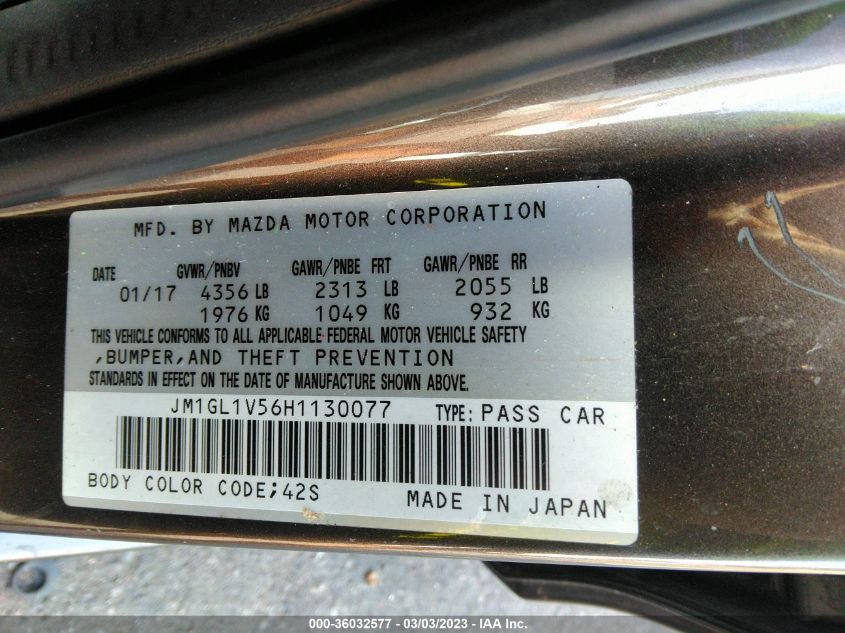 MFD. BY MAZDA MOTOR CORPORATION
DATE GVWR/PNBV GAWR/PNBE FRT GAWR/PNBE RR
01/17 4356 LB 2313 LB 2055 LB
1976 KG 1049 KG 932 KG
THIS VEHICLE CONFORMS TO ALL APPLICABLE FEDERAL MOTOR VEHICLE SAFETY
,BUMPER,AND THEFT PREVENTION
STANDARDS IN EFFECT ON THE DATE OF MANUFACTURE SHOWN ABOVE.
JM1GL1V56H1130077 TYPE: PASS CAR
BODY COLOR CODE;42S MADE IN JAPAN
000-36032577 — 03/03/2023 — IAA Inc.